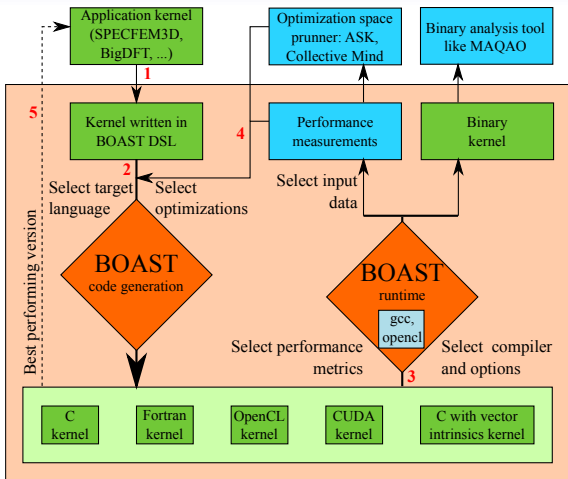 Application kernel
(SPECFEM3D,
BigDFT, ...)
Optimization space
prunner: ASK,
Collective Mind
Binary analysis tool
like MAQAO
1
5
Kernel written in
BOAST DSL
4
Performance
measurements
Binary
kernel
2
Select target
language
Select
optimizations
Select input
data
BOAST
code generation
BOAST
runtime
gcc,
opencl
Best performing version
Select performance
metrics
Select compiler
and options
3
C
kernel
Fortran
kernel
OpenCL
kernel
CUDA
kernel
C with vector
intrinsics kernel